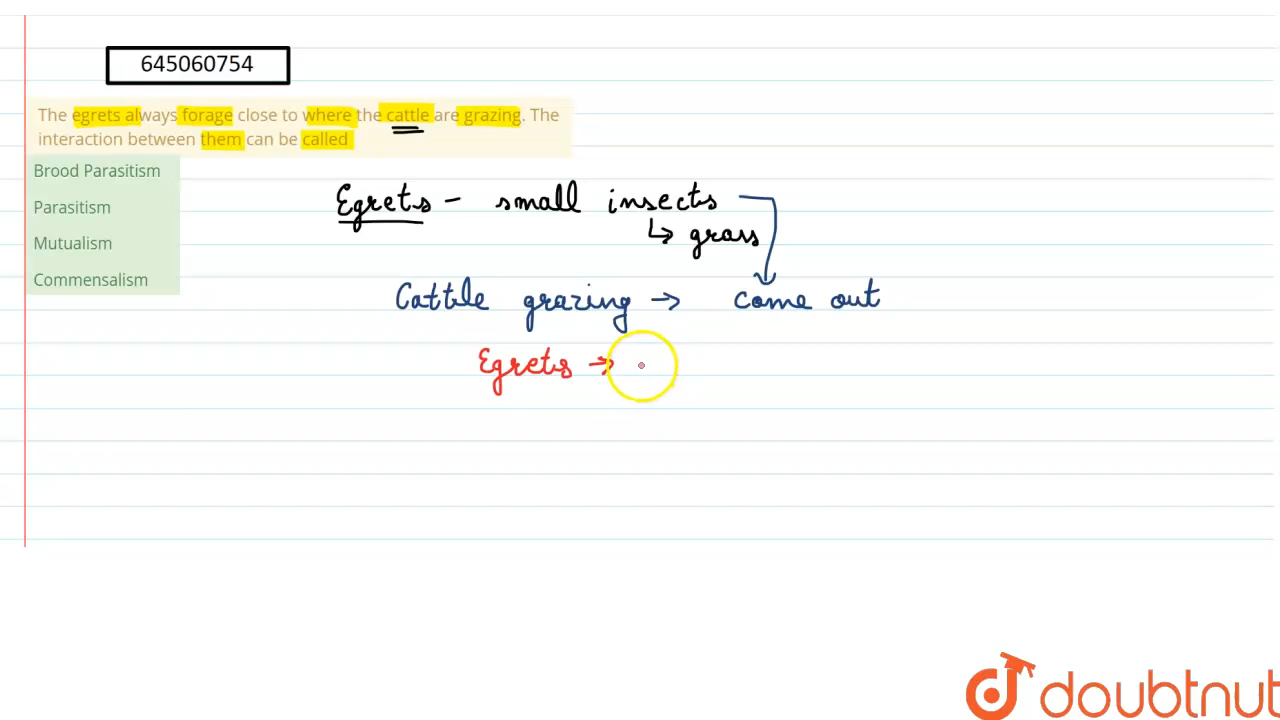 645060754
The egrets always forage close to where the cattle are grazing. The
interaction between them can be called
Brood Parasitism
Parasitism
Mutualism
Commensalism
Egrets - small insects
↳ grass
Cattle grazing → come out
Egrets →
doubtnut